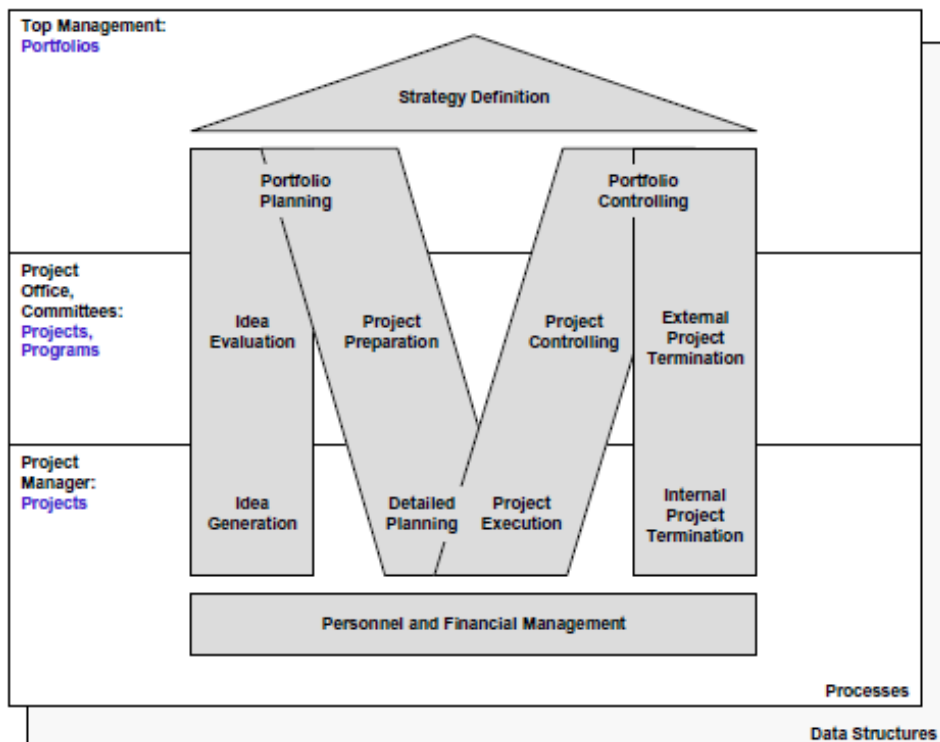 Top Management:
Portfolios
Strategy Definition
Portfolio
Planning
Portfolio
Controlling
Project
Office,
Committees:
Projects,
Programs
Idea
Evaluation
Project
Preparation
Project
Controlling
External
Project
Termination
Project
Manager:
Projects
Idea
Generation
Detailed
Planning
Project
Execution
Internal
Project
Termination
Personnel and Financial Management
Processes
Data Structures